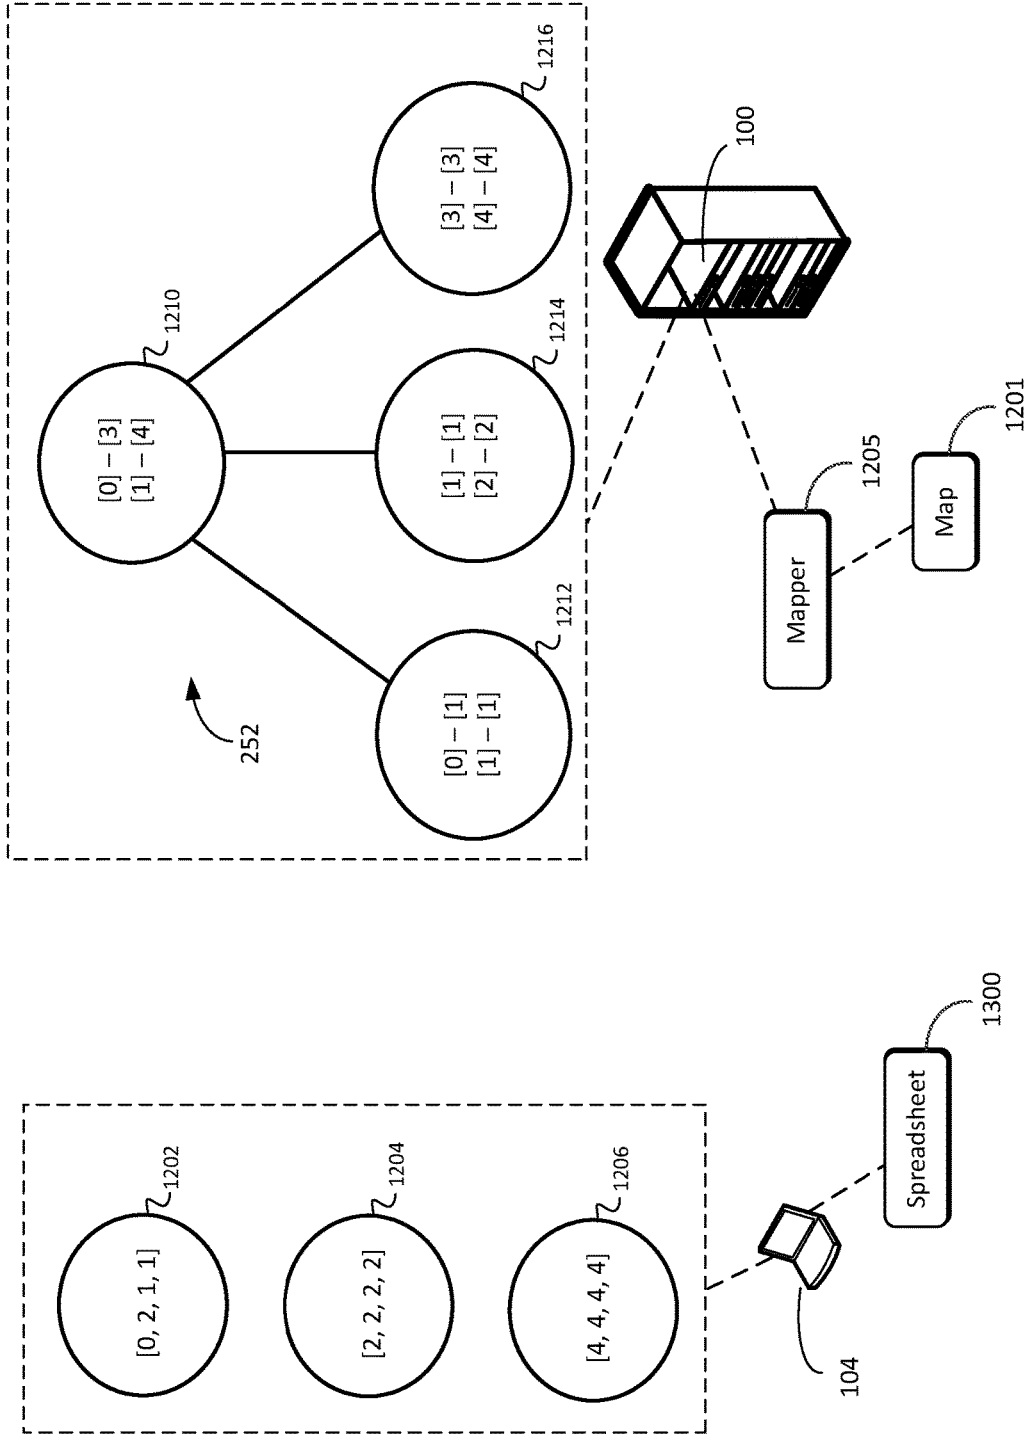 [0, 2, 1, 1]
1202
[2, 2, 2, 2]
1204
[4, 4, 4, 4]
1206
104
Spreadsheet
1300
252
[0] – [3]
[1] – [4]
1210
[0] – [1]
[1] – [1]
1212
[1] – [1]
[2] – [2]
1214
[3] – [3]
[4] – [4]
1216
100
Mapper
1205
Map
1201